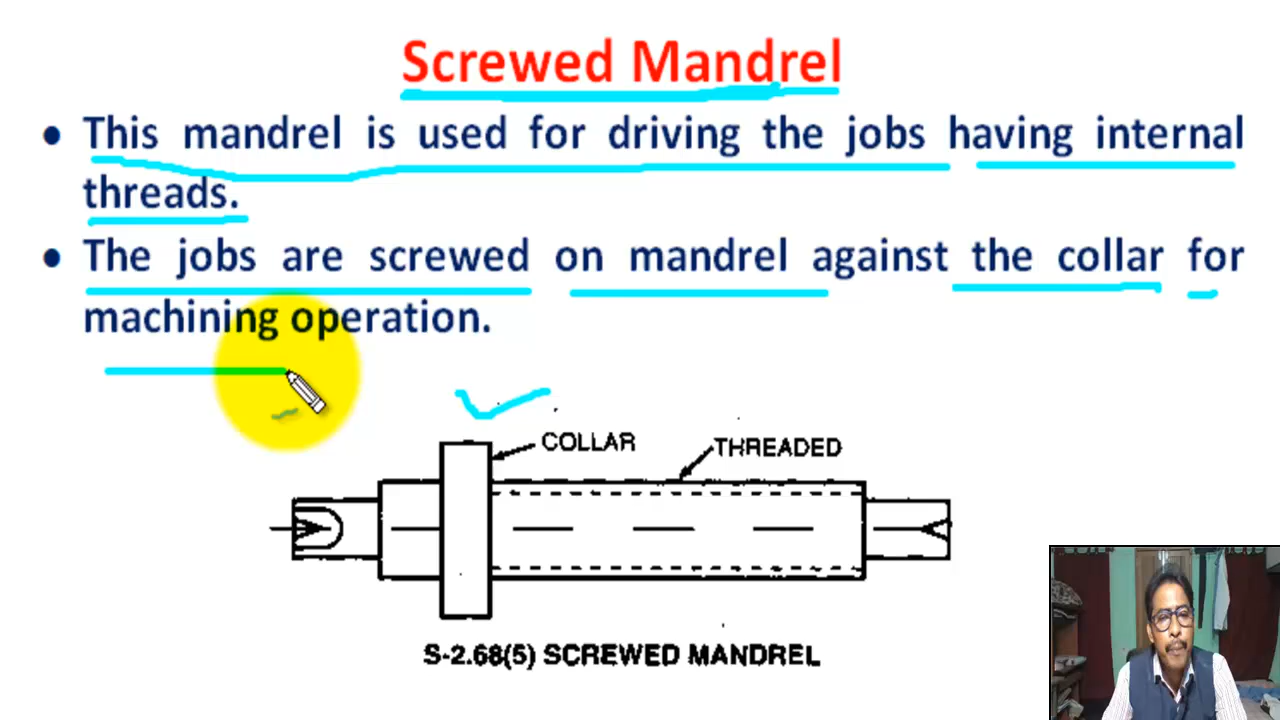 Screwed Mandrel
• This mandrel is used for driving the jobs having internal
threads.
• The jobs are screwed on mandrel against the collar for
machining operation.
COLLAR
THREADED
S-2.68(5) SCREWED MANDREL